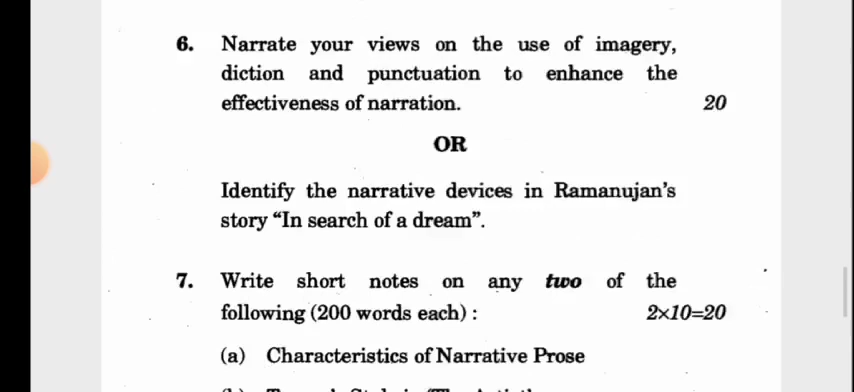 6. Narrate your views on the use of imagery,
diction and punctuation to enhance the
effectiveness of narration. 20
OR
Identify the narrative devices in Ramanujan's
story "In search of a dream".
7. Write short notes on any two of the
following (200 words each) : 2×10=20
(a) Characteristics of Narrative Prose